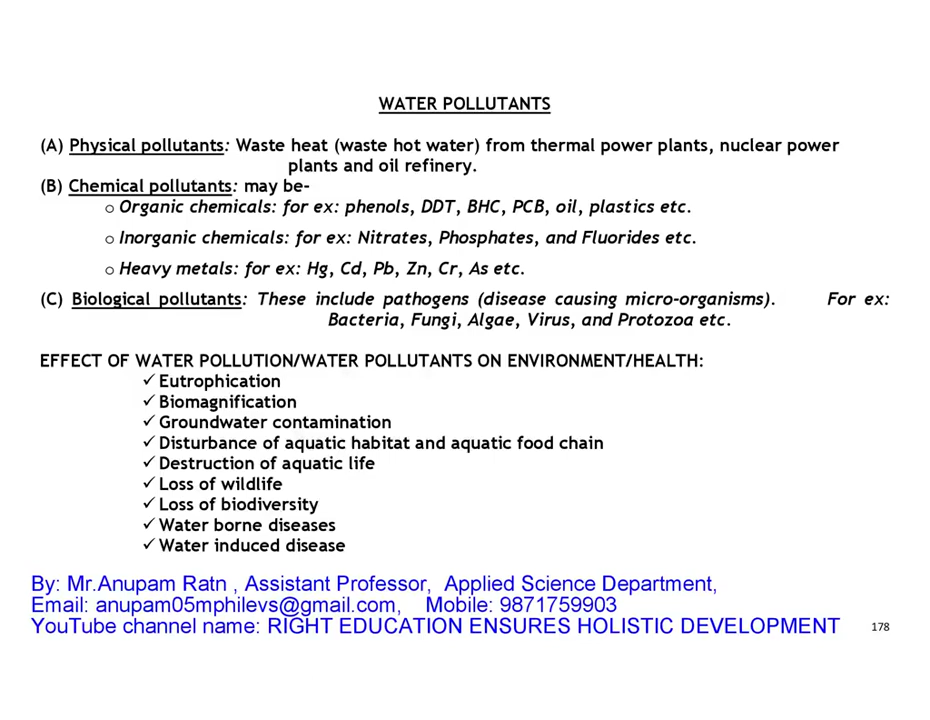 WATER POLLUTANTS
(A) Physical pollutants: Waste heat (waste hot water) from thermal power plants, nuclear power
plants and oil refinery.
(B) Chemical pollutants: may be-
o Organic chemicals: for ex: phenols, DDT, BHC, PCB, oil, plastics etc.
o Inorganic chemicals: for ex: Nitrates, Phosphates, and Fluorides etc.
o Heavy metals: for ex: Hg, Cd, Pb, Zn, Cr, As etc.
(C) Biological pollutants: These include pathogens (disease causing micro-organisms). For ex:
Bacteria, Fungi, Algae, Virus, and Protozoa etc.
EFFECT OF WATER POLLUTION/WATER POLLUTANTS ON ENVIRONMENT/HEALTH:
✓ Eutrophication
✓ Biomagnification
✓ Groundwater contamination
✓ Disturbance of aquatic habitat and aquatic food chain
✓ Destruction of aquatic life
✓ Loss of wildlife
✓ Loss of biodiversity
✓ Water borne diseases
✓ Water induced disease
By: Mr.Anupam Ratn , Assistant Professor, Applied Science Department,
Email: anupam05mphilevs@gmail.com, Mobile: 9871759903
YouTube channel name: RIGHT EDUCATION ENSURES HOLISTIC DEVELOPMENT 178